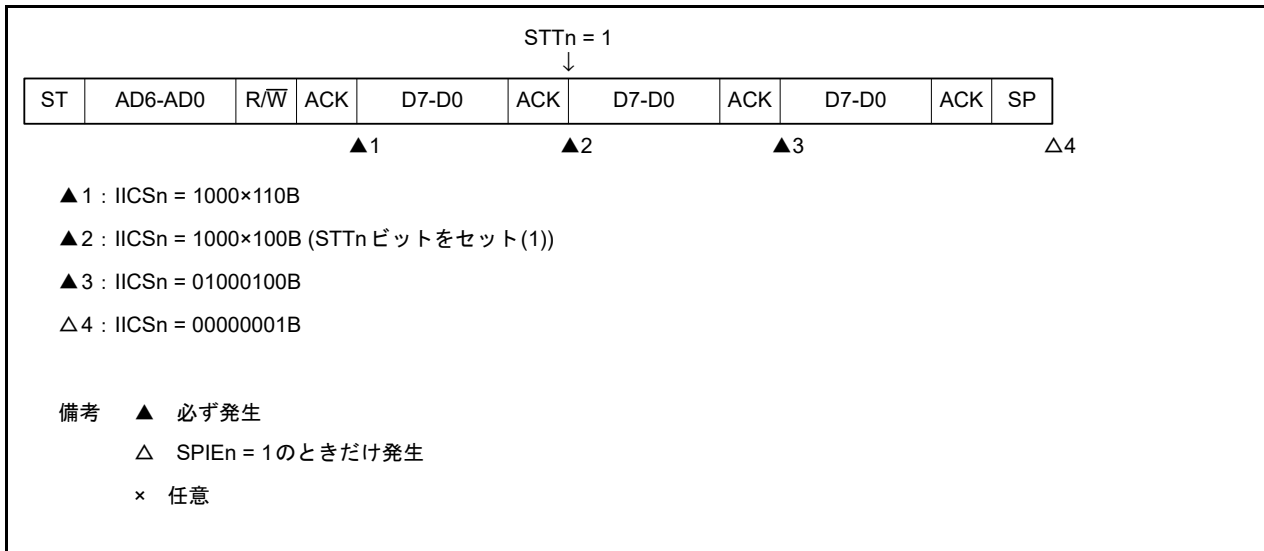 STTn = 1
↓
ST AD6-AD0 R/W̅ ACK D7-D0 ACK D7-D0 ACK D7-D0 ACK SP
▲1 ▲2 ▲3 △4
▲1：IICSn = 1000×110B
▲2：IICSn = 1000×100B (STTnビットをセット(1))
▲3：IICSn = 01000100B
△4：IICSn = 00000001B
備考 ▲ 必ず発生
△ SPIEn = 1のときだけ発生
× 任意